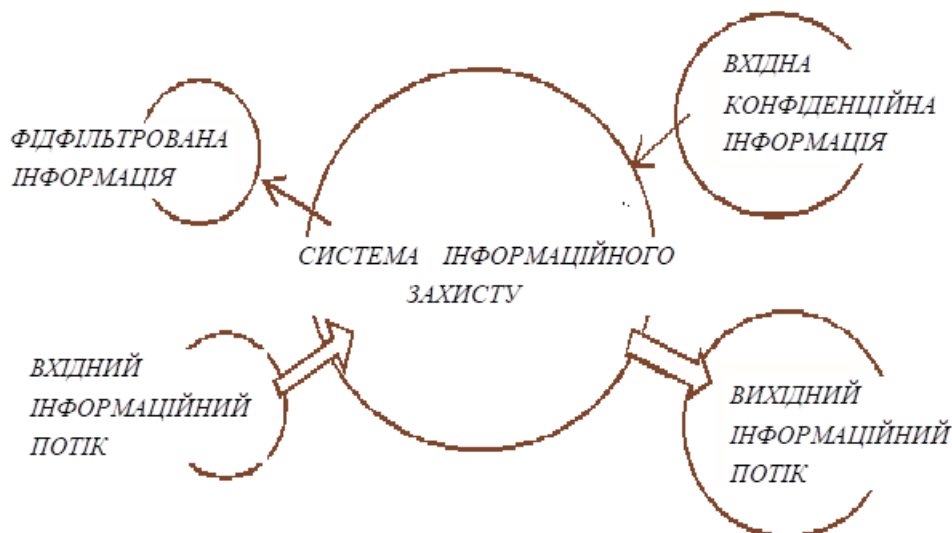 ВХІДНА
КОНФІДЕНЦІЙНА
ІНФОРМАЦІЯ
ФІДФІЛЬТРОВАНА
ІНФОРМАЦІЯ
СИСТЕМА ІНФОРМАЦІЙНОГО
ЗАХИСТУ
ВХІДНИЙ
ІНФОРМАЦІЙНИЙ
ПОТІК
ВИХІДНИЙ
ІНФОРМАЦІЙНИЙ
ПОТІК